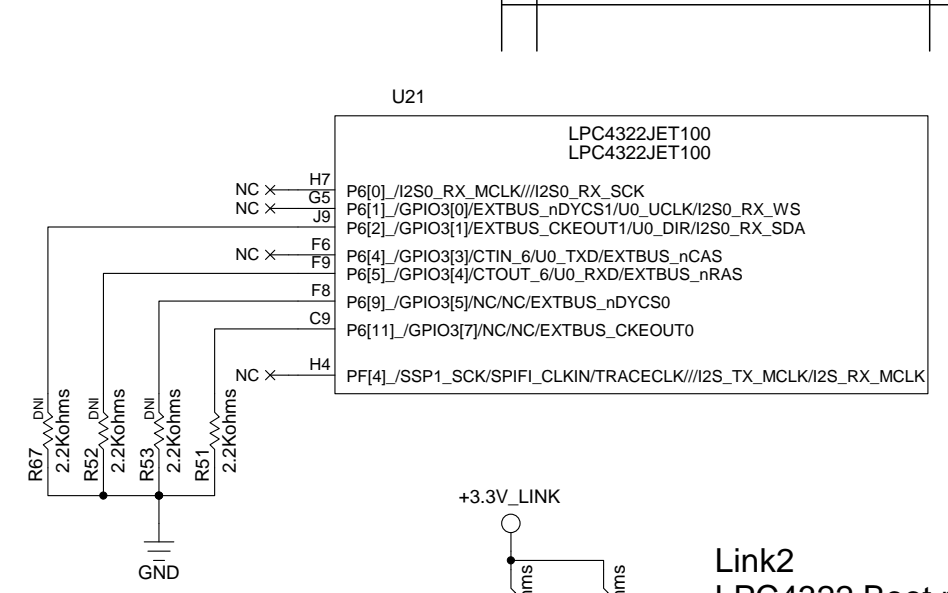 U21
LPC4322JET100
LPC4322JET100
NC H7 P6[0]_/I2S0_RX_MCLK///I2S0_RX_SCK
NC G5 P6[1]_/GPIO3[0]/EXTBUS_nDYCS1/U0_UCLK/I2S0_RX_WS
J9 P6[2]_/GPIO3[1]/EXTBUS_CKEOUT1/U0_DIR/I2S0_RX_SDA
NC F6 P6[4]_/GPIO3[3]/CTIN_6/U0_TXD/EXTBUS_nCAS
F9 P6[5]_/GPIO3[4]/CTOUT_6/U0_RXD/EXTBUS_nRAS
F8 P6[9]_/GPIO3[5]/NC/NC/EXTBUS_nDYCS0
C9 P6[11]_/GPIO3[7]/NC/NC/EXTBUS_CKEOUT0
NC H4 PF[4]_/SSP1_SCK/SPIFI_CLKIN/TRACECLK///I2S_TX_MCLK/I2S_RX_MCLK
R67 DNI
2.2Kohms
R52 DNI
2.2Kohms
R53 DNI
2.2Kohms
R51
2.2Kohms
GND
+3.3V_LINK
Link2
LPC4322